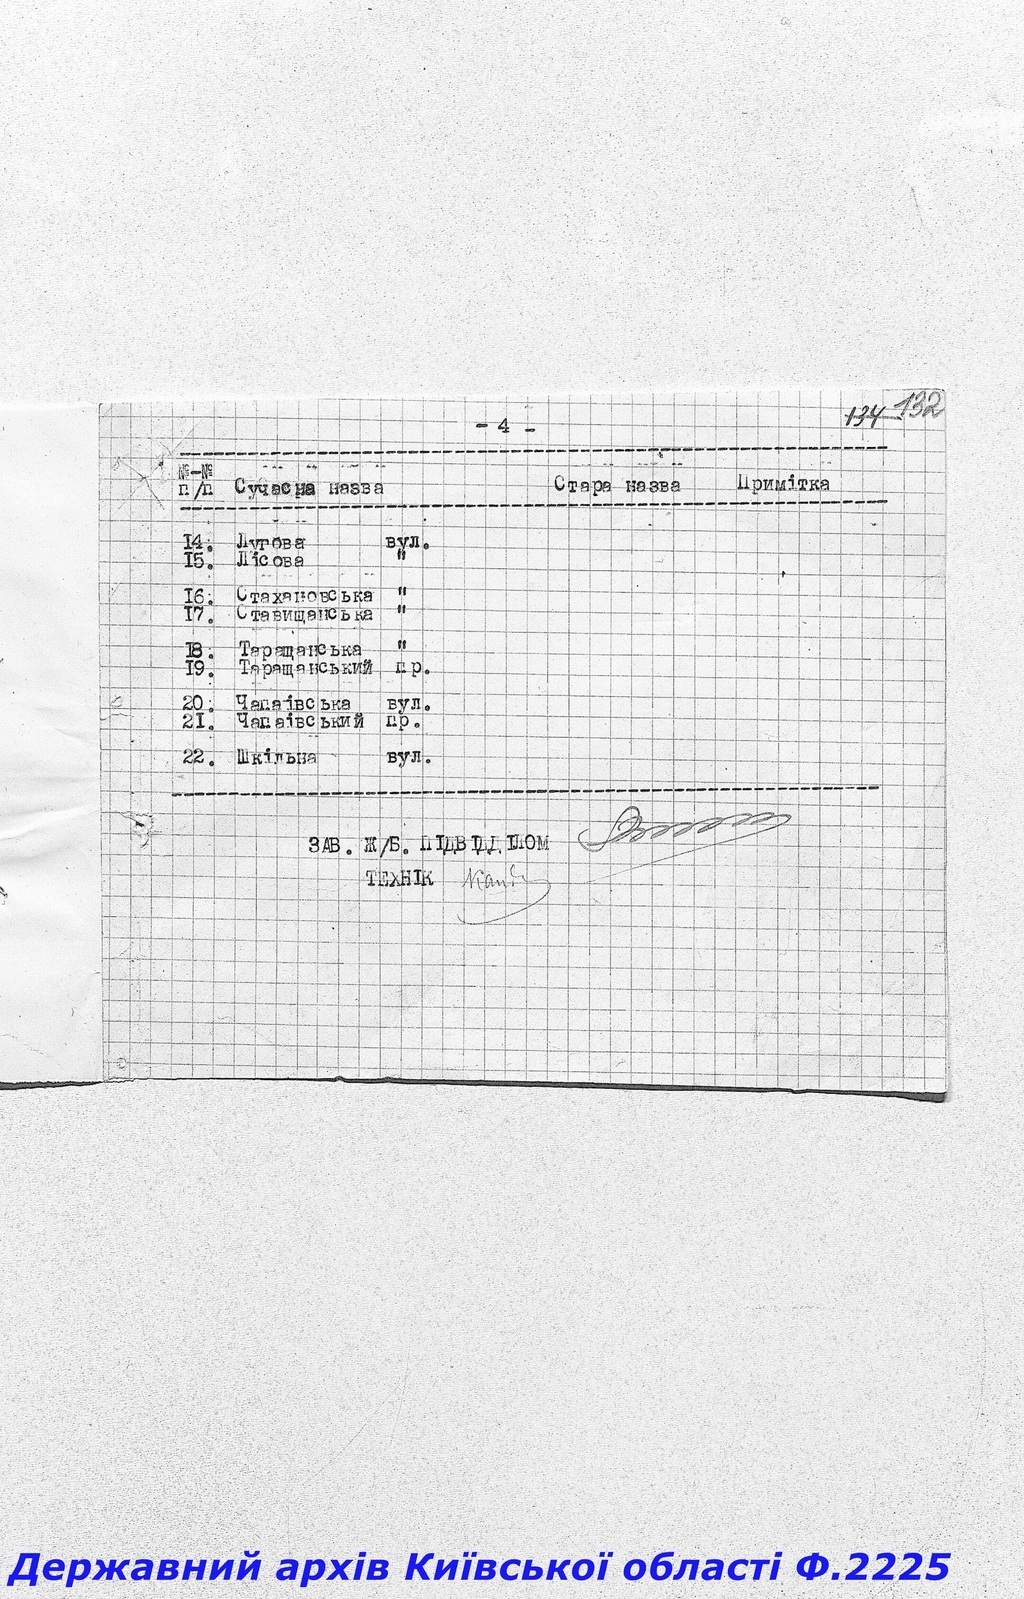 134 132
- 4 -
№-№
п/п Сучасна назва Стара назва Примітка
14. Лугова вул.
15. Лісова "
16. Стахановська "
17. Ставищанська "
18. Таращанська "
19. Таращанський пр.
20. Чапаівська вул.
21. Чапаівський пр.
22. Шкільна вул.
ЗАВ. Ж/Б. ПІДВІДДІЛОМ
ТЕХНІК
Державний архів Київської області Ф.2225